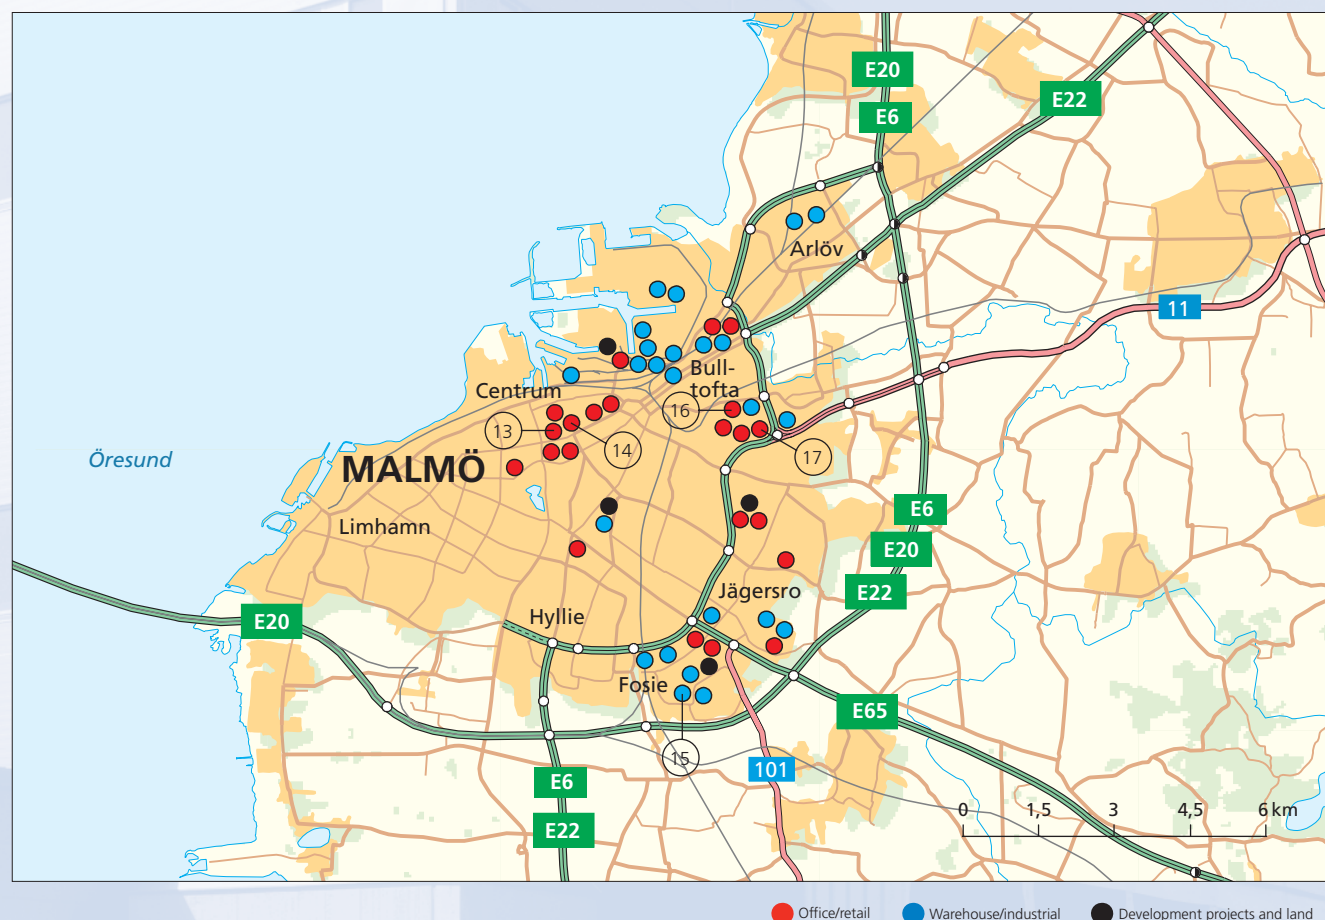 E20
E22
E6
Arlöv
11
Bull-
tofta
Centrum
16
13
14
17
Öresund
MALMÖ
Limhamn
E6
E20
Jägersro
E22
Hyllie
E20
Fosie
E65
15
101
E6
0 1,5 3 4,5 6 km
E22
Office/retail
Warehouse/industrial
Development projects and land